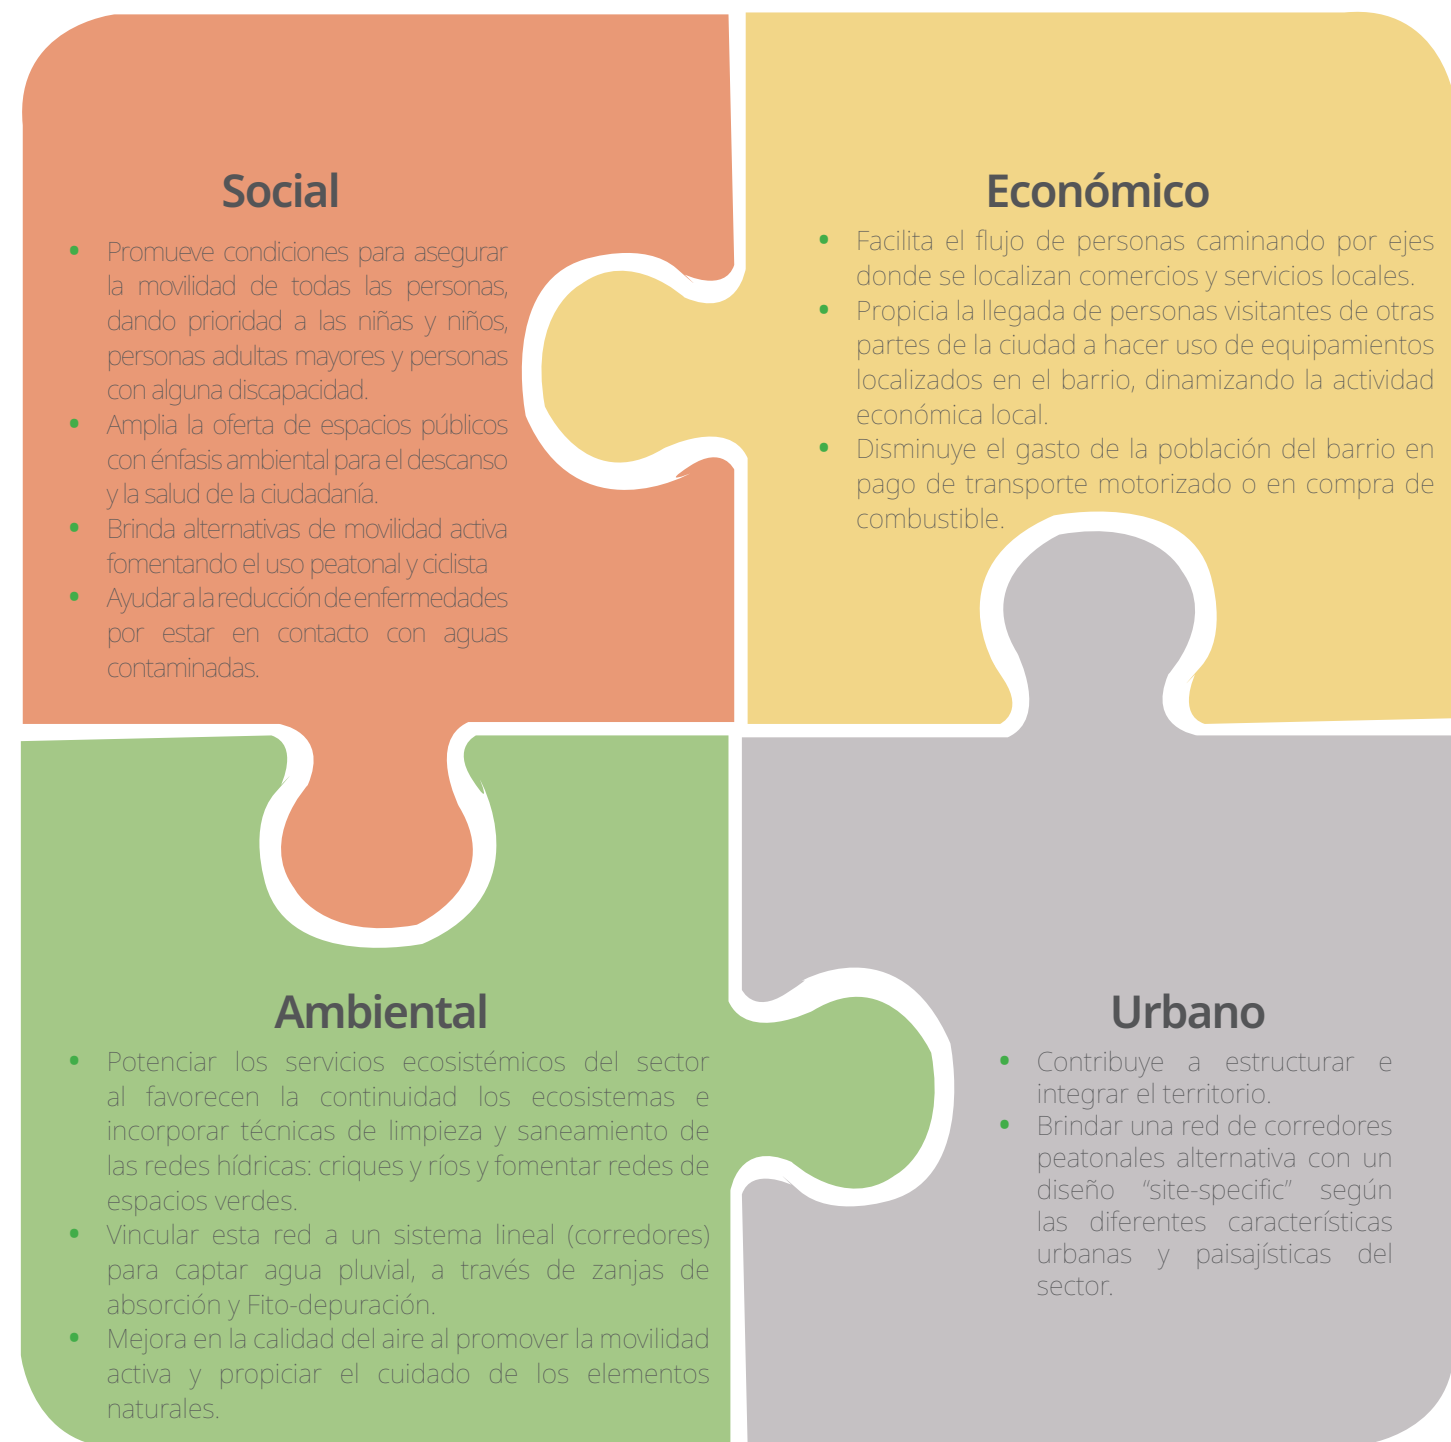 Social
• Promueve condiciones para asegurar
la movilidad de todas las personas,
dando prioridad a las niñas y niños,
personas adultas mayores y personas
con alguna discapacidad.
• Amplia la oferta de espacios públicos
con énfasis ambiental para el descanso
y la salud de la ciudadanía.
• Brinda alternativas de movilidad activa
fomentando el uso peatonal y ciclista
• Ayudar a la reducción de enfermedades
por estar en contacto con aguas
contaminadas.
Económico
• Facilita el flujo de personas caminando por ejes
donde se localizan comercios y servicios locales.
• Propicia la llegada de personas visitantes de otras
partes de la ciudad a hacer uso de equipamientos
localizados en el barrio, dinamizando la actividad
económica local.
• Disminuye el gasto de la población del barrio en
pago de transporte motorizado o en compra de
combustible.
Ambiental
• Potenciar los servicios ecosistémicos del sector
al favorecen la continuidad los ecosistemas e
incorporar técnicas de limpieza y saneamiento de
las redes hídricas: criques y ríos y fomentar redes de
espacios verdes.
• Vincular esta red a un sistema lineal (corredores)
para captar agua pluvial, a través de zanjas de
absorción y Fito-depuración.
• Mejora en la calidad del aire al promover la movilidad
activa y propiciar el cuidado de los elementos
naturales.
Urbano
• Contribuye a estructurar e
integrar el territorio.
• Brindar una red de corredores
peatonales alternativa con un
diseño “site-specific” según
las diferentes características
urbanas y paisajísticas del
sector.